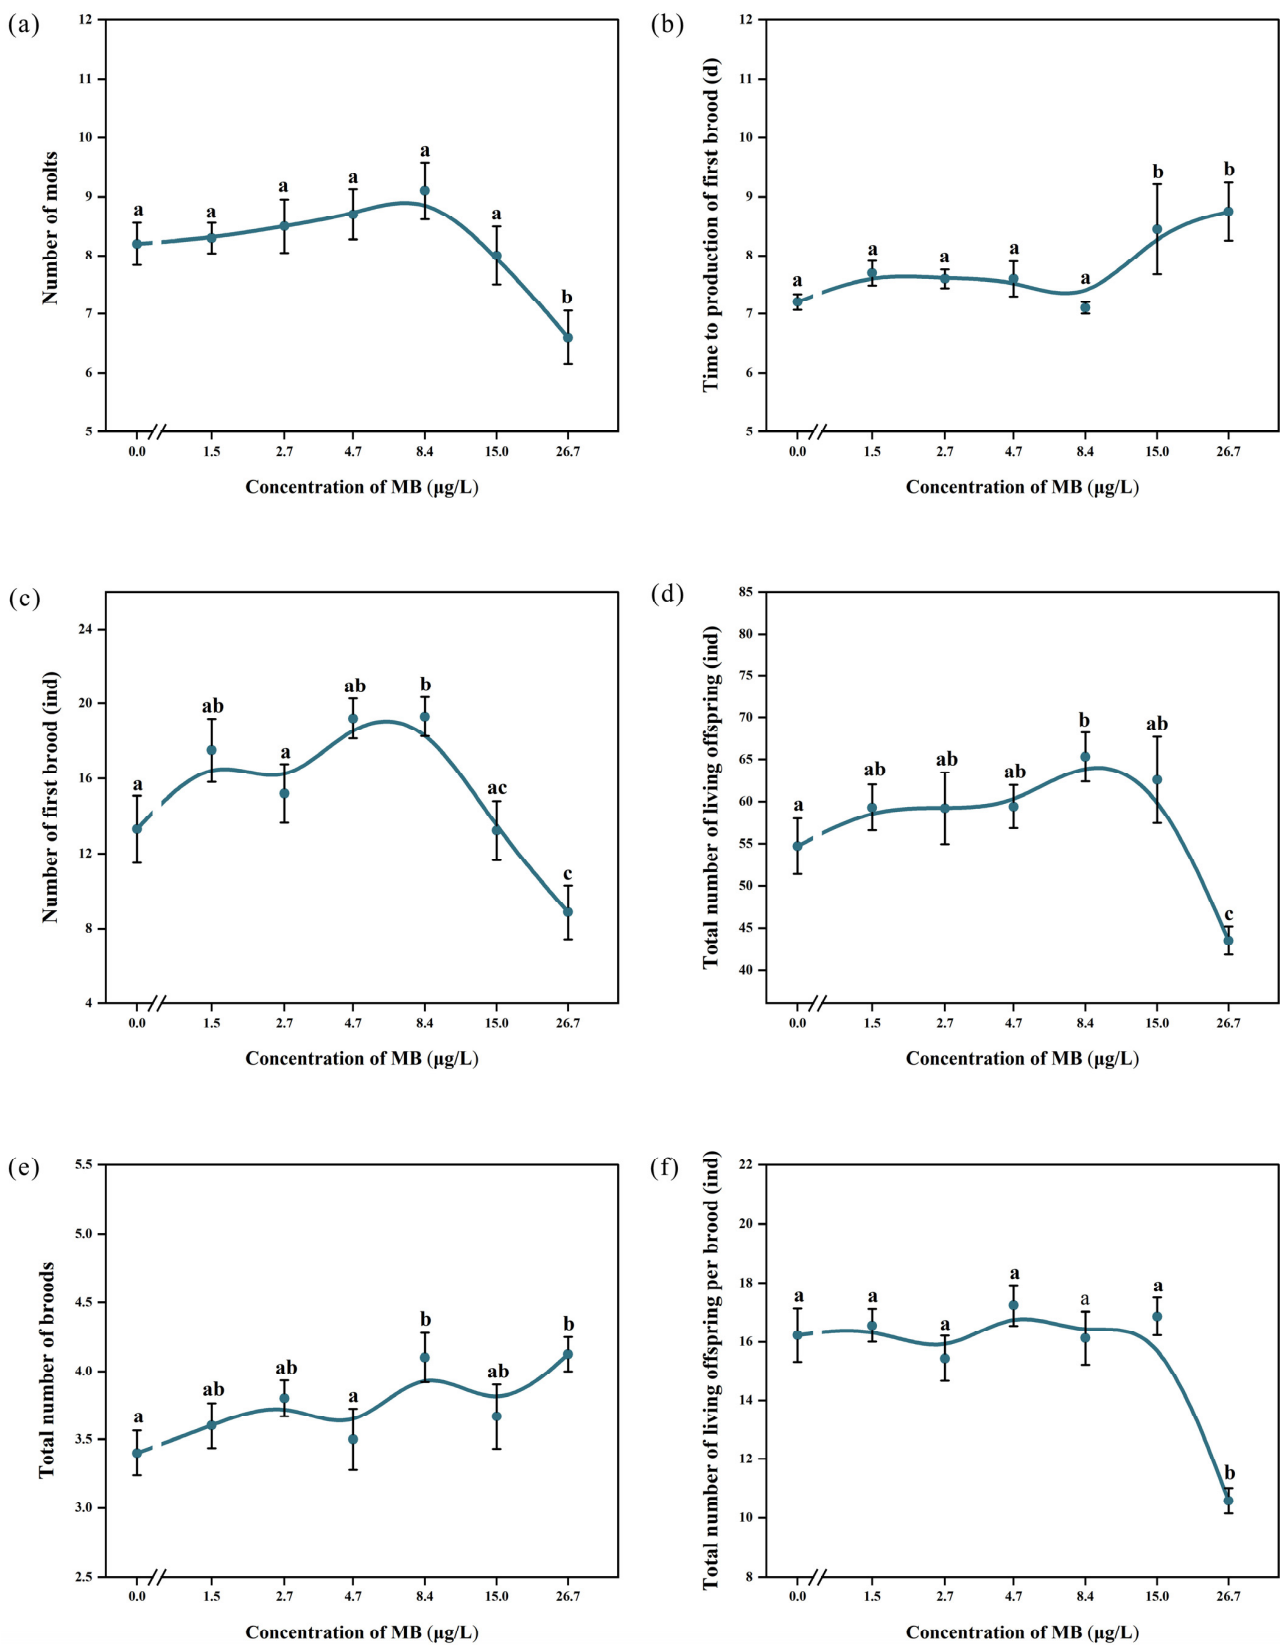 (a)
Number of molts
12
11
10
9
8
7
6
5
a
a
a
a
a
a
b
0.0 1.5 2.7 4.7 8.4 15.0 26.7
Concentration of MB (μg/L)
(b)
Time to production of first brood (d)
12
11
10
9
8
7
6
5
a
a
a
a
a
b
b
0.0 1.5 2.7 4.7 8.4 15.0 26.7
Concentration of MB (μg/L)
(c)
Number of first brood (ind)
24
20
16
12
8
4
a
ab
a
ab
b
ac
c
0.0 1.5 2.7 4.7 8.4 15.0 26.7
Concentration of MB (μg/L)
(d)
Total number of living offspring (ind)
85
80
75
70
65
60
55
50
45
40
a
ab
ab
ab
b
ab
c
0.0 1.5 2.7 4.7 8.4 15.0 26.7
Concentration of MB (μg/L)
(e)
Total number of broods
5.5
5.0
4.5
4.0
3.5
3.0
2.5
a
ab
ab
a
b
ab
b
0.0 1.5 2.7 4.7 8.4 15.0 26.7
Concentration of MB (μg/L)
(f)
Total number of living offspring per brood (ind)
22
20
18
16
14
12
10
8
a
a
a
a
a
a
b
0.0 1.5 2.7 4.7 8.4 15.0 26.7
Concentration of MB (μg/L)